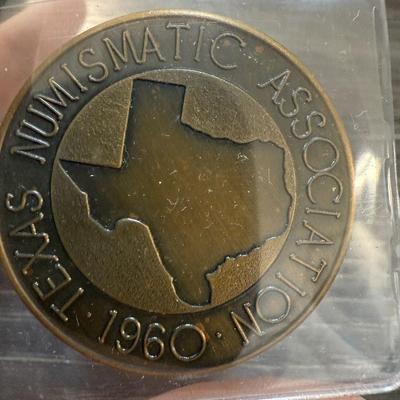 TEXAS NUMISMATIC ASSOCIATION · 1960 ·